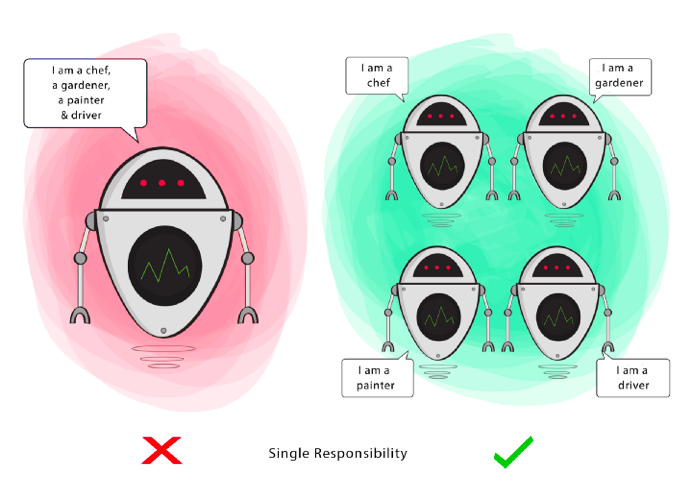 I am a chef,
a gardener,
a painter
& driver
I am a
chef
I am a
gardener
I am a
painter
I am a
driver
Single Responsibility